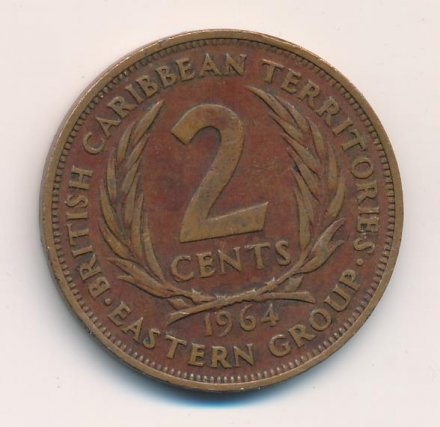 BRITISH CARIBBEAN TERRITORIES ·
· EASTERN GROUP
2
CENTS
1964